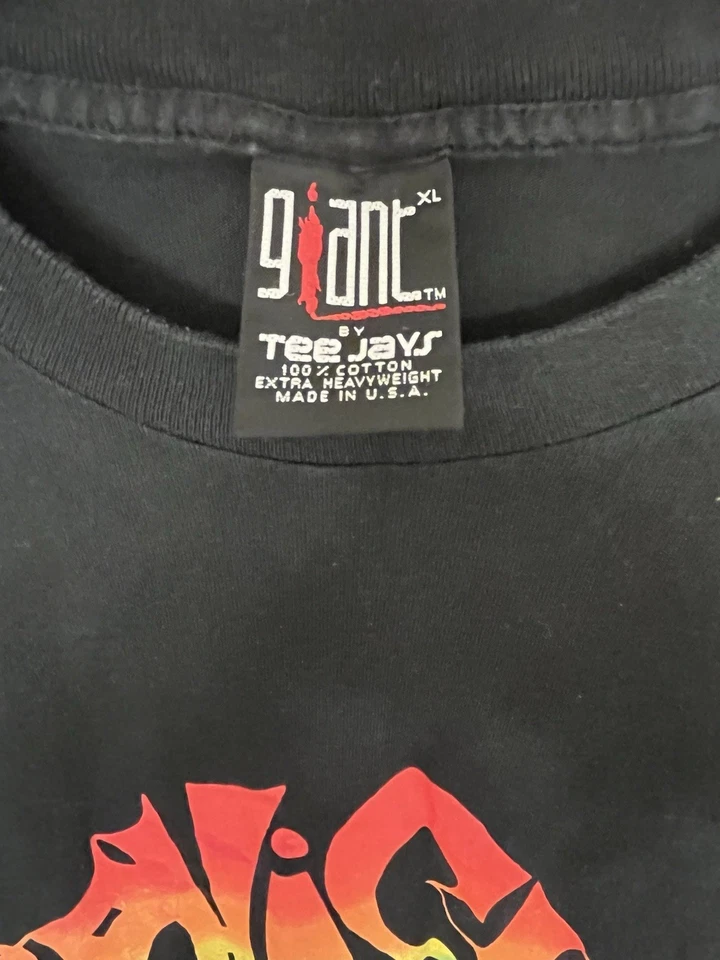 giant XL
TM
BY
Tee Jays
100% COTTON
EXTRA HEAVYWEIGHT
MADE IN U.S.A.